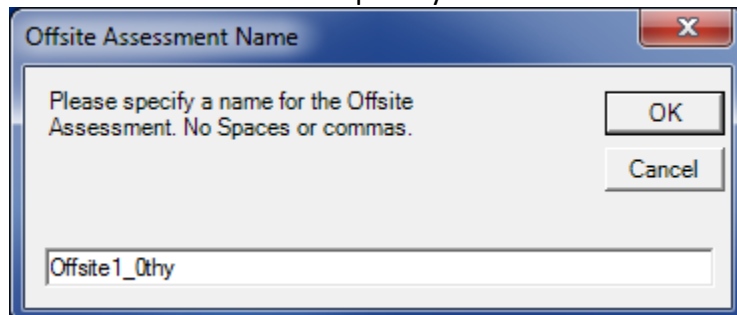 Offsite Assessment Name
Please specify a name for the Offsite
Assessment. No Spaces or commas.
OK
Cancel
Offsite1_0thy